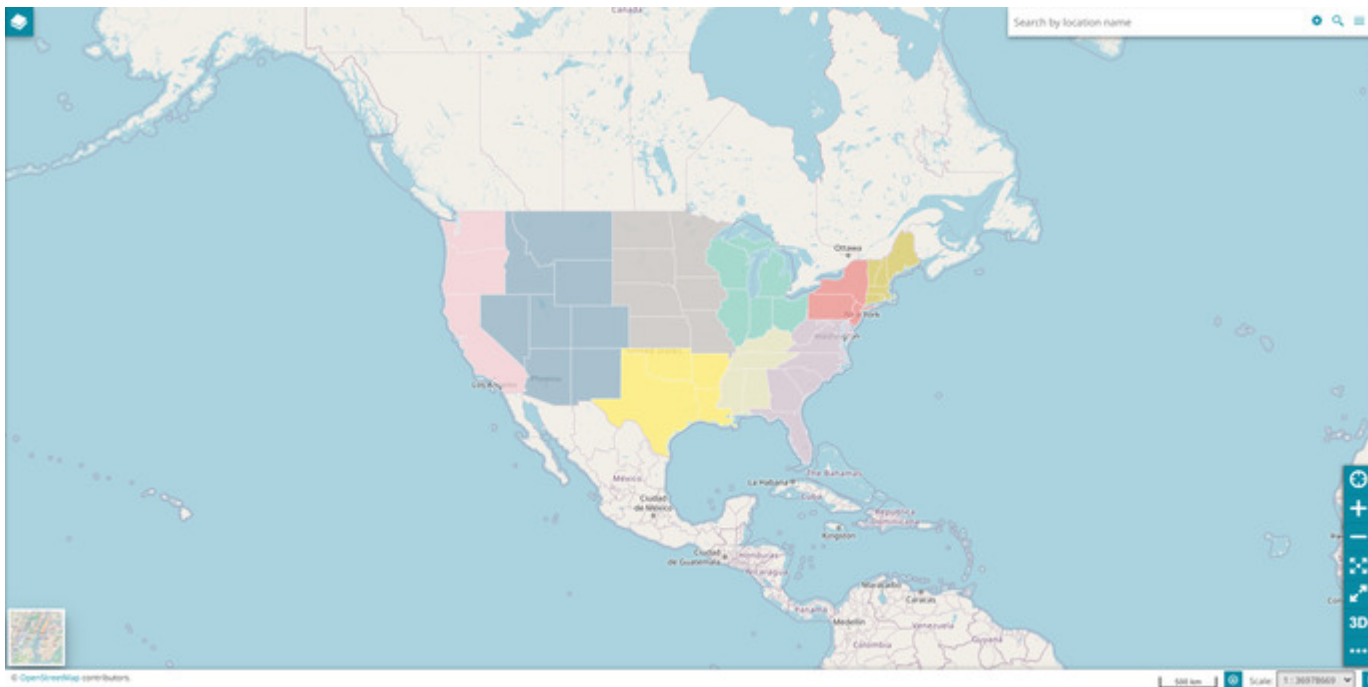 Canada
Search by location name
Ottawa
New York
Washington
Los Angeles
Phoenix
The Bahamas
México
La Habana
Cuba
Ciudad
de México
República
Dominicana
Kingston
Ciudad
de Guatemala
Honduras
Nicaragua
Maracaibo
Caracas
Panamá
Medellín
Venezuela
Guyana
Colombia
3D
© OpenStreetMap contributors.
500 km
Scale: 1 : 36978669